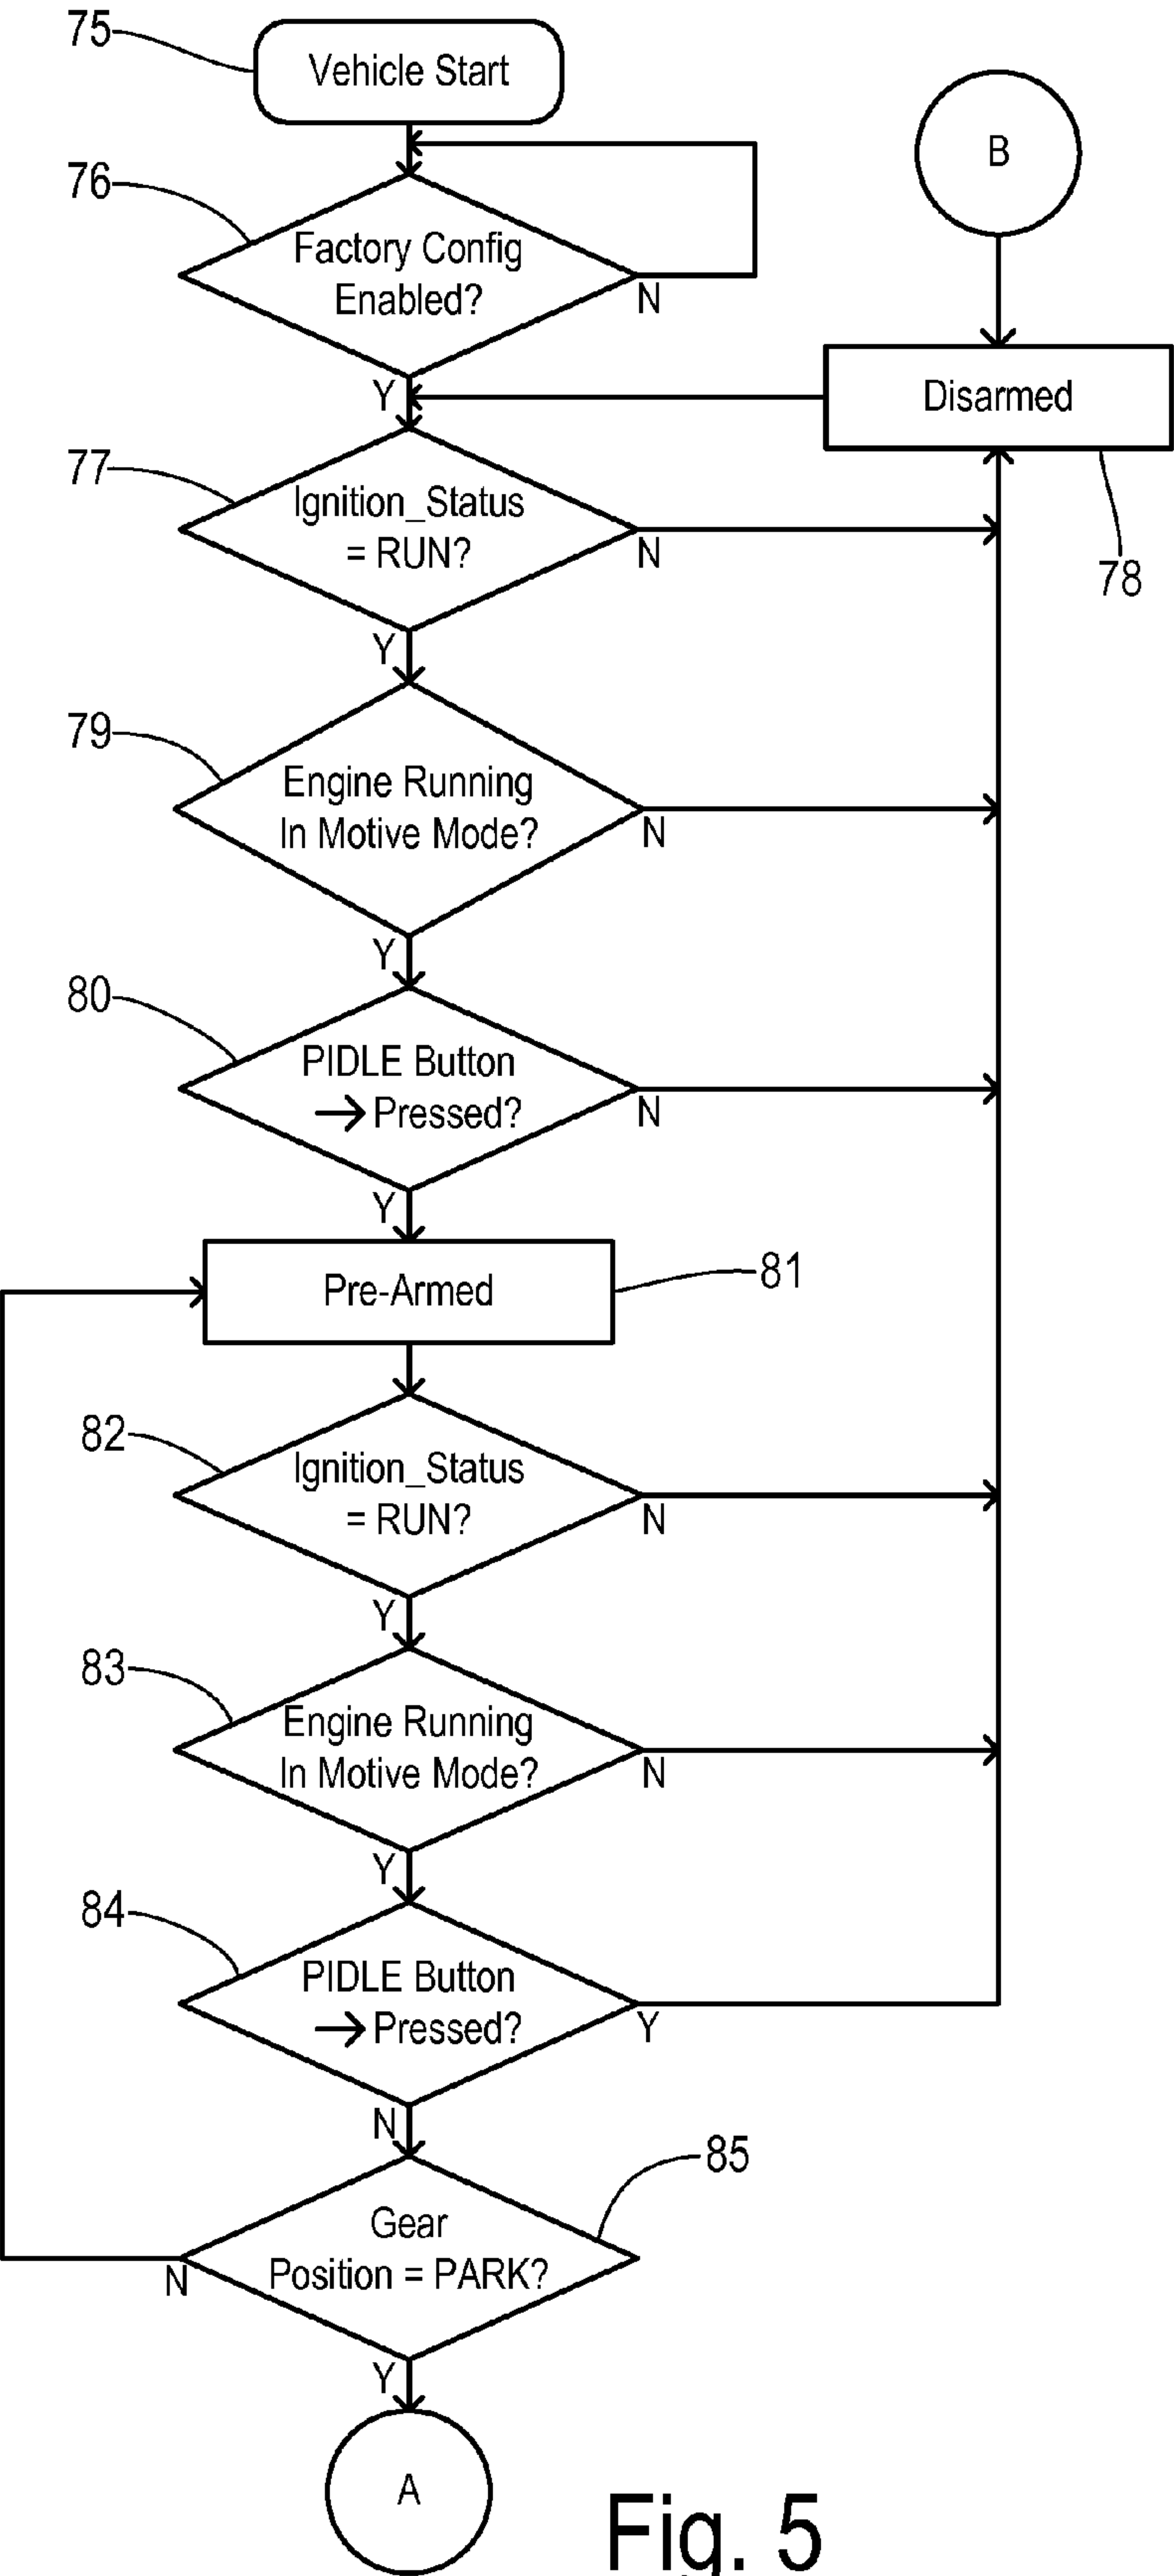 75
Vehicle Start
B
76
Factory Config
Enabled?
N
Y
Disarmed
77
Ignition_Status
= RUN?
N
78
Y
79
Engine Running
In Motive Mode?
N
Y
80
PIDLE Button
→ Pressed?
N
Y
Pre-Armed
81
82
Ignition_Status
= RUN?
N
Y
83
Engine Running
In Motive Mode?
N
Y
84
PIDLE Button
→ Pressed?
Y
N
85
Gear
Position = PARK?
N
Y
A
Fig. 5